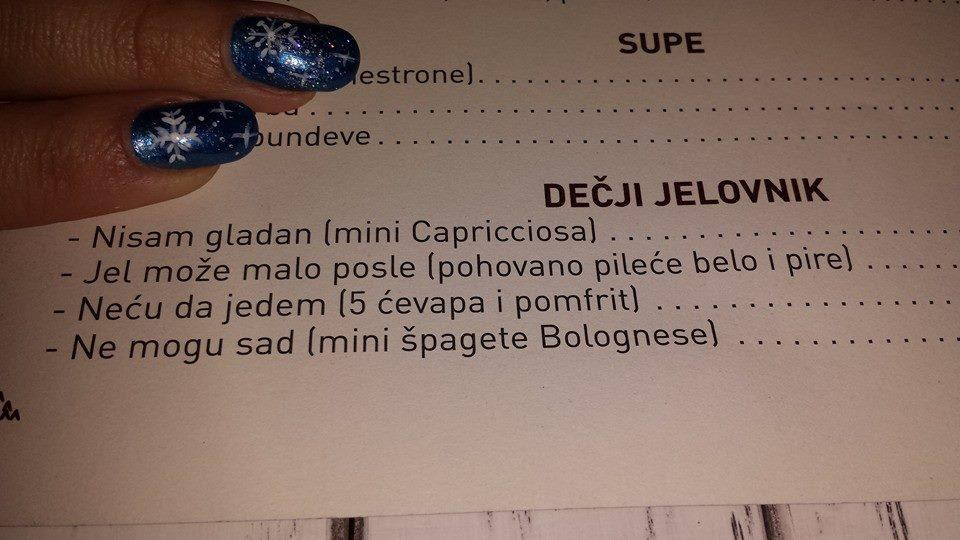 SUPE
DEČJI JELOVNIK
- Nisam gladan (mini Capricciosa)
- Jel može malo posle (pohovano pileće belo i pire)
- Neću da jedem (5 ćevapa i pomfrit)
- Ne mogu sad (mini špagete Bolognese)